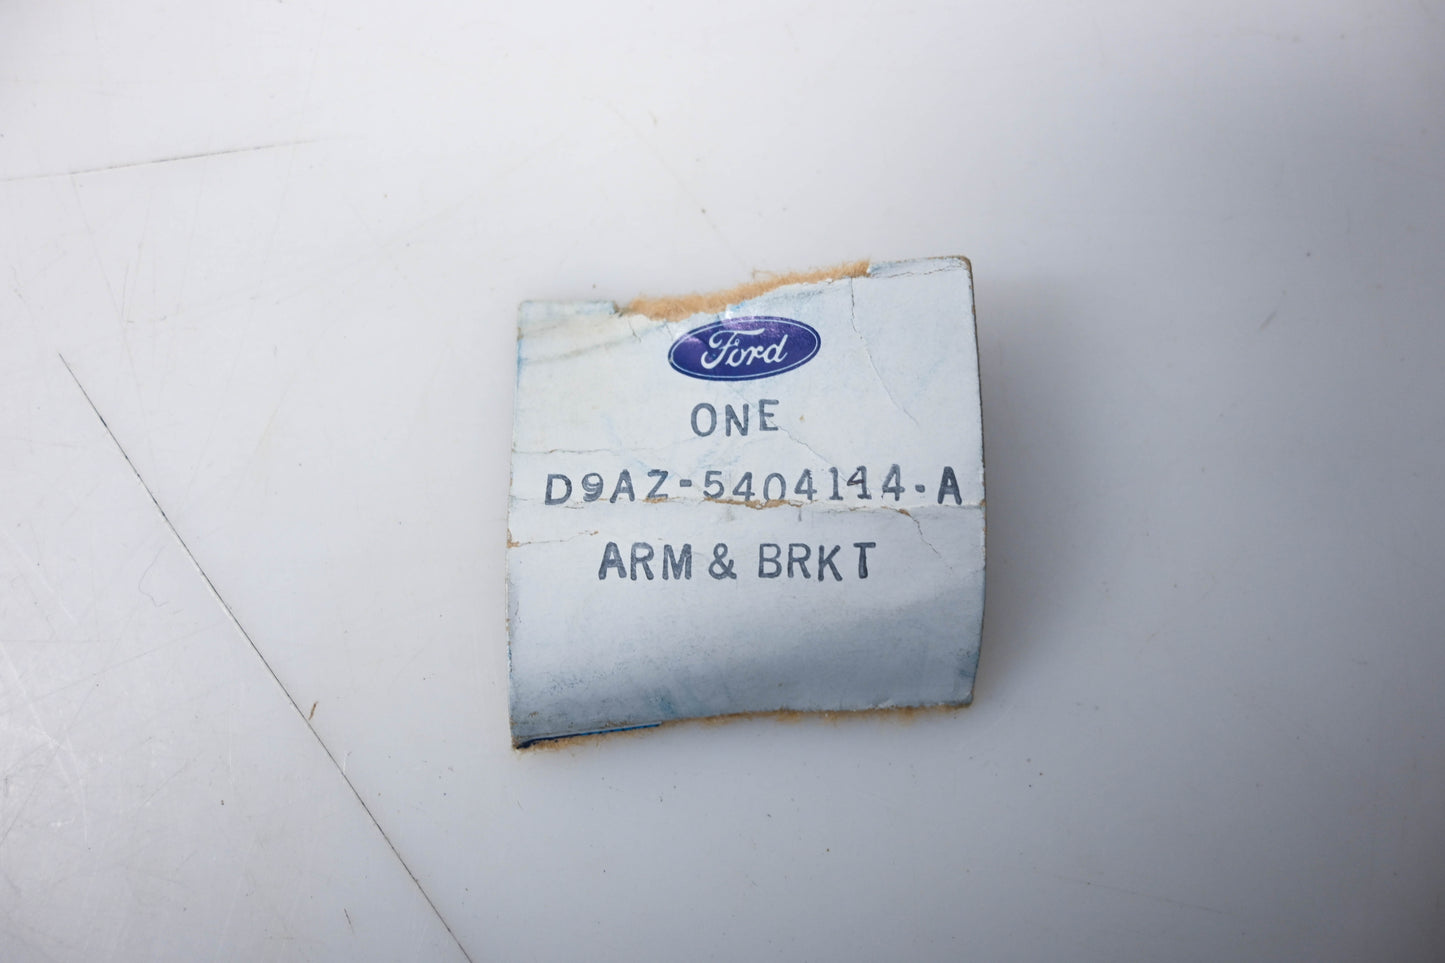 Ford
ONE
D9AZ-5404144-A
ARM & BRKT